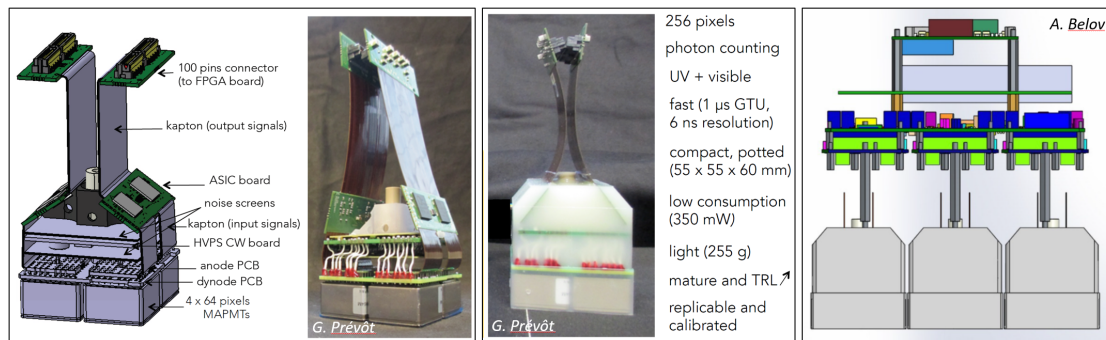 100 pins connector
(to FPGA board)
kapton (output signals)
ASIC board
noise screens
kapton (input signals)
HVPS CW board
anode PCB
dynode PCB
4 x 64 pixels
MAPMTs
G. Prévôt
G. Prévôt
256 pixels
photon counting
UV + visible
fast (1 µs GTU,
6 ns resolution)
compact, potted
(55 x 55 x 60 mm)
low consumption
(350 mW)
light (255 g)
mature and TRL↗
replicable and
calibrated
A. Belov